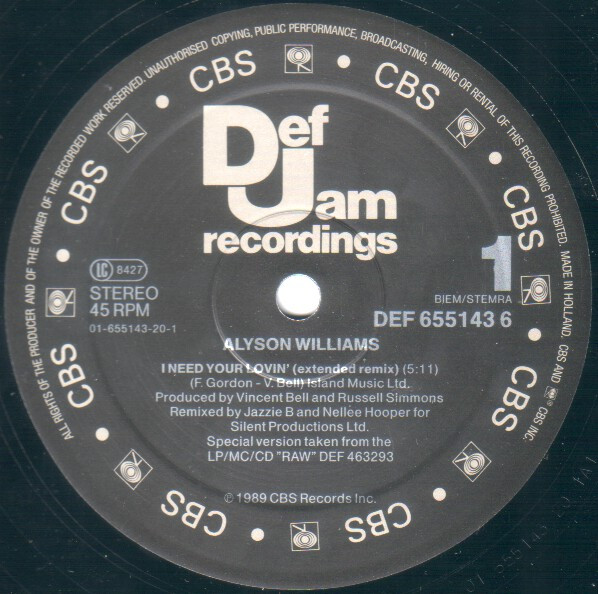 ALL RIGHTS OF THE PRODUCER AND OF THE OWNER OF THE RECORDED WORK RESERVED. UNAUTHORISED COPYING, PUBLIC PERFORMANCE, BROADCASTING, HIRING OR RENTAL OF THIS RECORDING PROHIBITED. MADE IN HOLLAND. CBS AND ® CBS INC.
CBS
CBS
CBS
CBS
CBS
CBS
CBS
CBS
CBS
Def
Jam
recordings
LC 8427
STEREO
45 RPM
01-655143-20-1
1
BIEM/STEMRA
DEF 655143 6
ALYSON WILLIAMS
I NEED YOUR LOVIN' (extended remix) (5:11)
(F. Gordon - V. Bell) Island Music Ltd.
Produced by Vincent Bell and Russell Simmons
Remixed by Jazzie B and Nellee Hooper for
Silent Productions Ltd.
Special version taken from the
LP/MC/CD "RAW" DEF 463293
℗ 1989 CBS Records Inc.